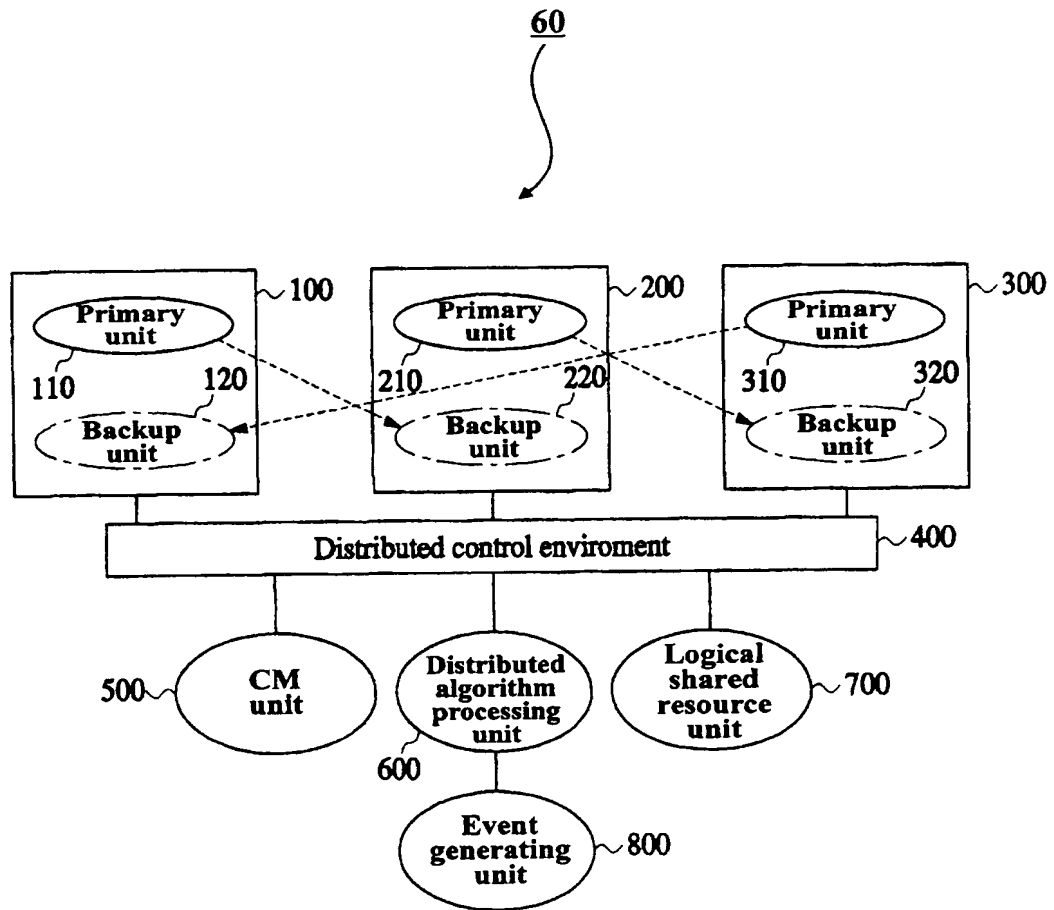 60
100
200
300
Primary
unit
Primary
unit
Primary
unit
110
120
210
220
310
320
Backup
unit
Backup
unit
Backup
unit
Distributed control enviroment
400
CM
unit
500
Distributed
algorithm
processing
unit
600
Logical
shared
resource
unit
700
Event
generating
unit
800